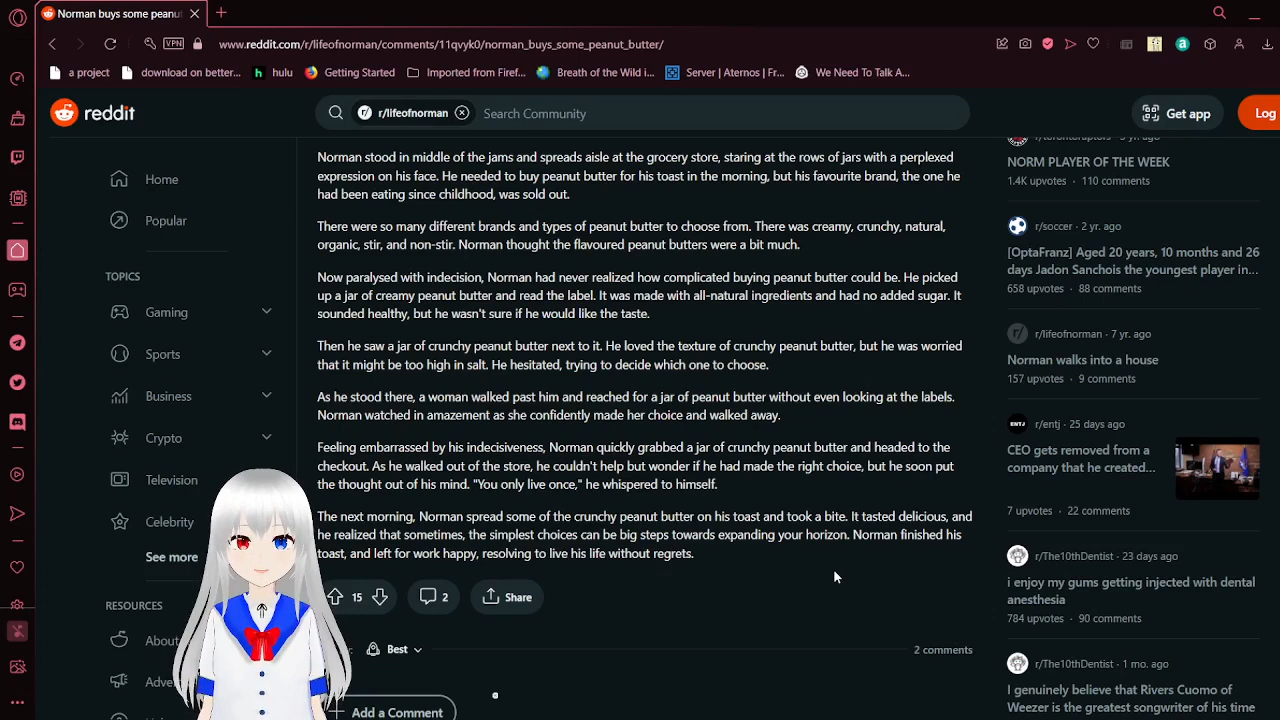 Norman buys some peanut
www.reddit.com/r/lifeofnorman/comments/11qvyk0/norman_buys_some_peanut_butter/
VPN
a project
download on better...
hulu
Getting Started
Imported from Firef...
Breath of the Wild i...
Server | Aternos | Fr...
We Need To Talk A...
reddit
r/lifeofnorman
Search Community
Get app
Log
Home
Popular
TOPICS
Gaming
Sports
Business
Crypto
Television
Celebrity
See more
RESOURCES
About
Adve
Norman stood in middle of the jams and spreads aisle at the grocery store, staring at the rows of jars with a perplexed
expression on his face. He needed to buy peanut butter for his toast in the morning, but his favourite brand, the one he
had been eating since childhood, was sold out.
There were so many different brands and types of peanut butter to choose from. There was creamy, crunchy, natural,
organic, stir, and non-stir. Norman thought the flavoured peanut butters were a bit much.
Now paralysed with indecision, Norman had never realized how complicated buying peanut butter could be. He picked
up a jar of creamy peanut butter and read the label. It was made with all-natural ingredients and had no added sugar. It
sounded healthy, but he wasn't sure if he would like the taste.
Then he saw a jar of crunchy peanut butter next to it. He loved the texture of crunchy peanut butter, but he was worried
that it might be too high in salt. He hesitated, trying to decide which one to choose.
As he stood there, a woman walked past him and reached for a jar of peanut butter without even looking at the labels.
Norman watched in amazement as she confidently made her choice and walked away.
Feeling embarrassed by his indecisiveness, Norman quickly grabbed a jar of crunchy peanut butter and headed to the
checkout. As he walked out of the store, he couldn't help but wonder if he had made the right choice, but he soon put
the thought out of his mind. "You only live once," he whispered to himself.
The next morning, Norman spread some of the crunchy peanut butter on his toast and took a bite. It tasted delicious, and
he realized that sometimes, the simplest choices can be big steps towards expanding your horizon. Norman finished his
toast, and left for work happy, resolving to live his life without regrets.
15
2
Share
Best
2 comments
Add a Comment
NORM PLAYER OF THE WEEK
1.4K upvotes · 110 comments
r/soccer · 2 yr. ago
[OptaFranz] Aged 20 years, 10 months and 26
days Jadon Sanchois the youngest player in...
658 upvotes · 88 comments
r/lifeofnorman · 7 yr. ago
Norman walks into a house
157 upvotes · 9 comments
ENTJ
r/entj · 25 days ago
CEO gets removed from a
company that he created...
7 upvotes · 22 comments
r/The10thDentist · 23 days ago
i enjoy my gums getting injected with dental
anesthesia
784 upvotes · 90 comments
r/The10thDentist · 1 mo. ago
I genuinely believe that Rivers Cuomo of
Weezer is the greatest songwriter of his time